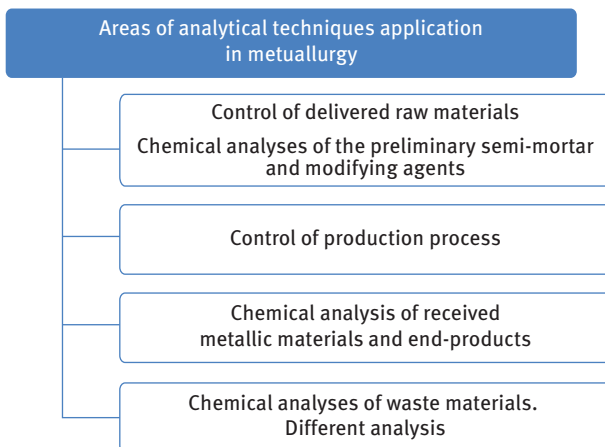 Areas of analytical techniques application
in metuallurgy
Control of delivered raw materials
Chemical analyses of the preliminary semi-mortar
and modifying agents
Control of production process
Chemical analysis of received
metallic materials and end-products
Chemical analyses of waste materials.
Different analysis